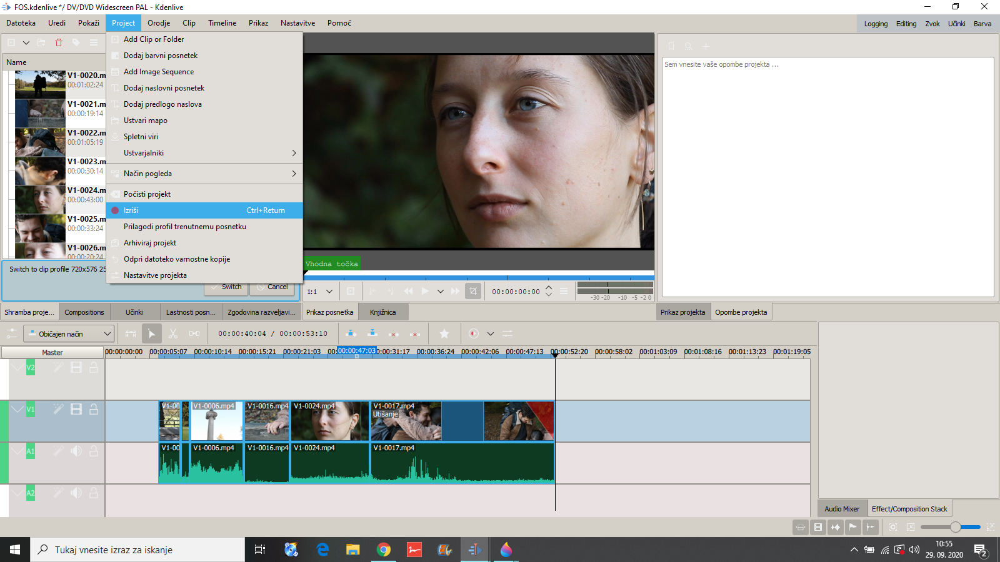 FOS.kdenlive */ DV/DVD Widescreen PAL - Kdenlive
Datoteka Uredi Pokaži Project Orodje Clip Timeline Prikaz Nastavitve Pomoč
Logging Editing Zvok Učinki Barva
Name
V1-0020.m
00:01:02:24
V1-0021.m
00:00:19:14
V1-0022.m
00:01:05:19
V1-0023.m
00:00:30:14
V1-0024.m
00:00:43:00
V1-0025.m
00:00:33:24
V1-0026.m
00:00:20:24
Add Clip or Folder
Dodaj barvni posnetek
Add Image Sequence
Dodaj naslovni posnetek
Dodaj predlogo naslova
Ustvari mapo
Spletni viri
Ustvarjalniki
Način pogleda
Počisti projekt
Izriši Ctrl+Return
Prilagodi profil trenutnemu posnetku
Arhiviraj projekt
Odpri datoteko varnostne kopije
Nastavitve projekta
Switch to clip profile 720x576 25
Switch Cancel
Vhodna točka
1:1 00:00:00:00
-30 -20 -10 -5 -2 0
Sem vnesite vaše opombe projekta ...
Shramba proje... Compositions Učinki Lastnosti posn... Zgodovina razveljavi...
Prikaz posnetka Knjižnica
Prikaz projekta Opombe projekta
Običajen način 00:00:40:04 / 00:00:53:10
Master
00:00:00:00 00:00:05:07 00:00:10:14 00:00:15:21 00:00:21:03 00: 00:00:47:03 0:00:31:17 00:00:36:24 00:00:42:06 00:00:47:13 00:00:52:20 00:00:58:02 00:01:03:09 00:01:08:16 00:01:13:23 00:01:19:05
V2
V1
V1-00 V1-0006.mp4 V1-0016.mp4 V1-0024.mp4 V1-0017.mp4
Utišanje
A1
V1-00 V1-0006.mp4 V1-0016.mp4 V1-0024.mp4 V1-0017.mp4
A2
Audio Mixer Effect/Composition Stack
Tukaj vnesite izraz za iskanje
10:55
29. 09. 2020
2